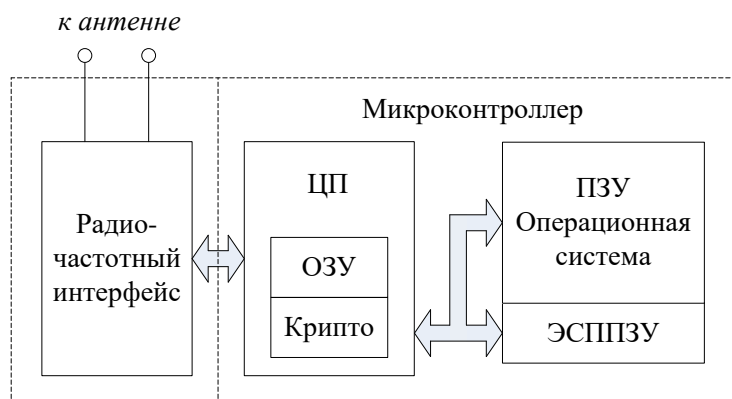 к антенне
Микроконтроллер
Радио-
частотный
интерфейс
ЦП
ОЗУ
Крипто
ПЗУ
Операционная
система
ЭСППЗУ